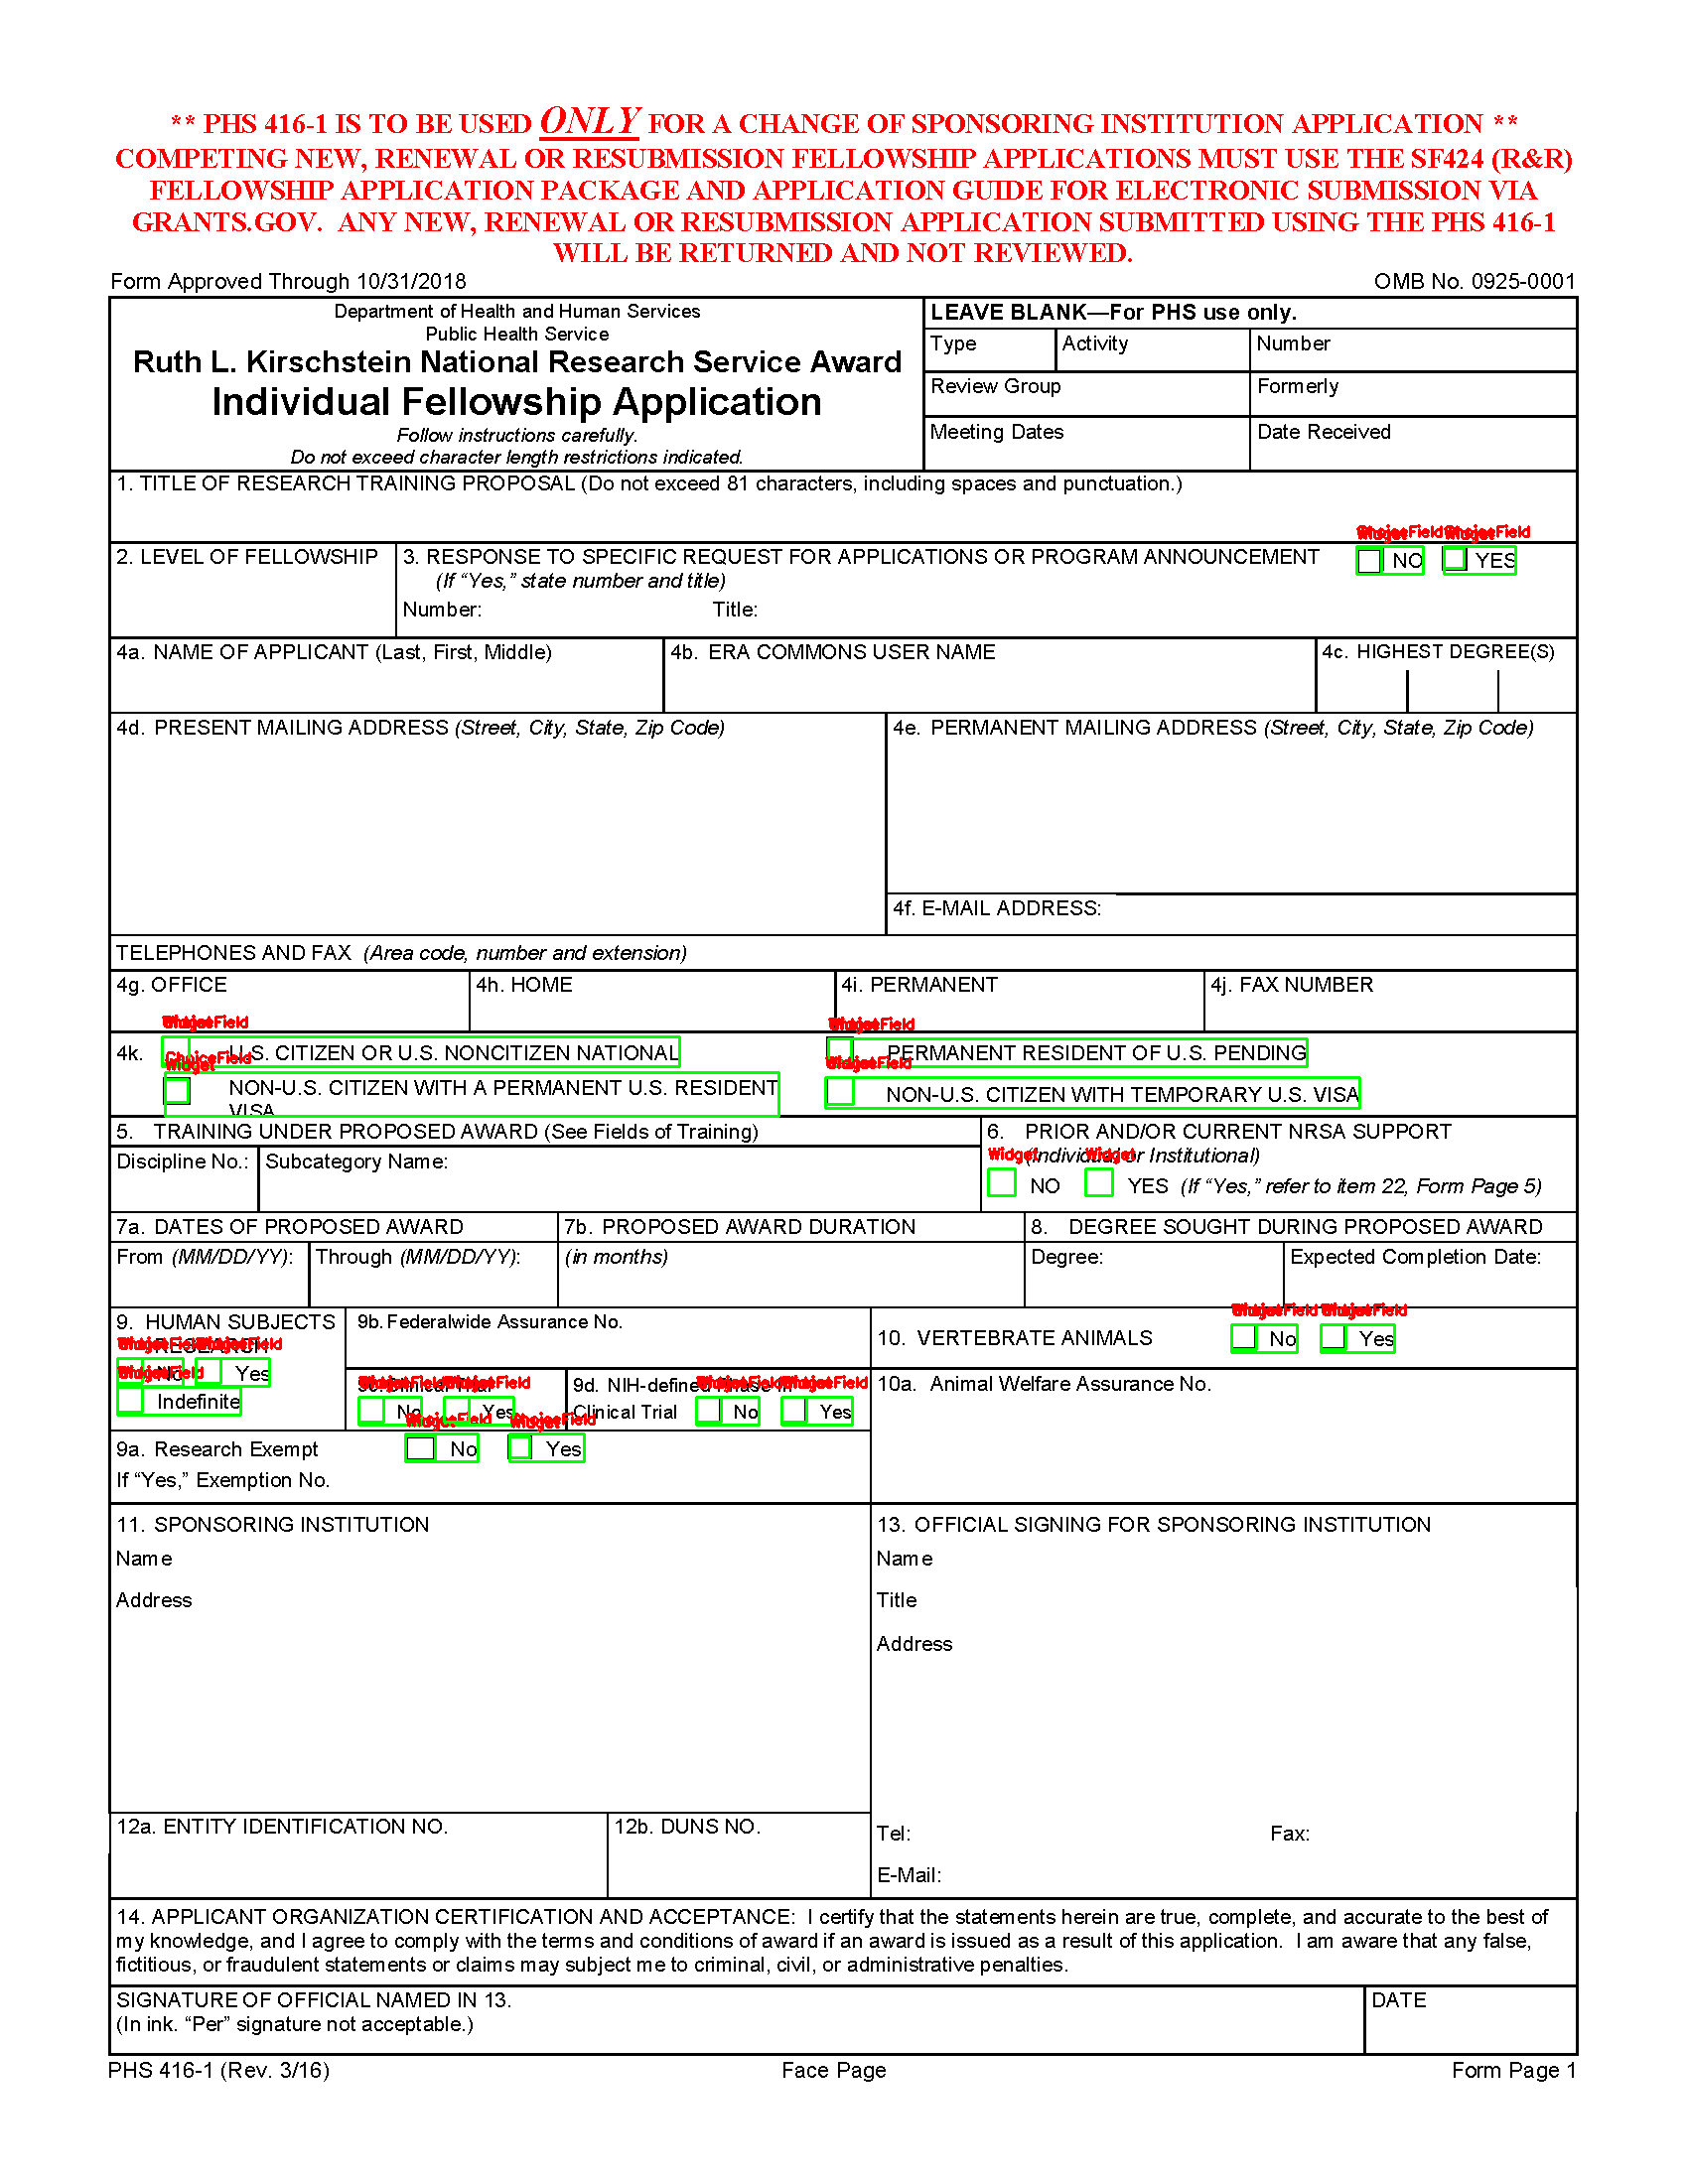 ** PHS 416-1 IS TO BE USED ONLY FOR A CHANGE OF SPONSORING INSTITUTION APPLICATION **
COMPETING NEW, RENEWAL OR RESUBMISSION FELLOWSHIP APPLICATIONS MUST USE THE SF424 (R&R)
FELLOWSHIP APPLICATION PACKAGE AND APPLICATION GUIDE FOR ELECTRONIC SUBMISSION VIA
GRANTS.GOV. ANY NEW, RENEWAL OR RESUBMISSION APPLICATION SUBMITTED USING THE PHS 416-1
WILL BE RETURNED AND NOT REVIEWED.
Form Approved Through 10/31/2018 OMB No. 0925-0001
Department of Health and Human Services
Public Health Service
Ruth L. Kirschstein National Research Service Award
Individual Fellowship Application
Follow instructions carefully.
Do not exceed character length restrictions indicated.
LEAVE BLANK—For PHS use only.
Type Activity Number
Review Group Formerly
Meeting Dates Date Received
1. TITLE OF RESEARCH TRAINING PROPOSAL (Do not exceed 81 characters, including spaces and punctuation.)
2. LEVEL OF FELLOWSHIP
3. RESPONSE TO SPECIFIC REQUEST FOR APPLICATIONS OR PROGRAM ANNOUNCEMENT NO YES
(If “Yes,” state number and title)
Number: Title:
4a. NAME OF APPLICANT (Last, First, Middle) 4b. ERA COMMONS USER NAME 4c. HIGHEST DEGREE(S)
4d. PRESENT MAILING ADDRESS (Street, City, State, Zip Code) 4e. PERMANENT MAILING ADDRESS (Street, City, State, Zip Code)
4f. E-MAIL ADDRESS:
TELEPHONES AND FAX (Area code, number and extension)
4g. OFFICE 4h. HOME 4i. PERMANENT 4j. FAX NUMBER
ChoiceField
4k. U.S. CITIZEN OR U.S. NONCITIZEN NATIONAL PERMANENT RESIDENT OF U.S. PENDING
Widget
NON-U.S. CITIZEN WITH A PERMANENT U.S. RESIDENT NON-U.S. CITIZEN WITH TEMPORARY U.S. VISA
VISA
5. TRAINING UNDER PROPOSED AWARD (See Fields of Training)
Discipline No.: Subcategory Name:
6. PRIOR AND/OR CURRENT NRSA SUPPORT
Widget Widget
(Individual or Institutional)
NO YES (If “Yes,” refer to item 22, Form Page 5)
7a. DATES OF PROPOSED AWARD 7b. PROPOSED AWARD DURATION 8. DEGREE SOUGHT DURING PROPOSED AWARD
From (MM/DD/YY): Through (MM/DD/YY): (in months) Degree: Expected Completion Date:
9. HUMAN SUBJECTS
RESEARCH
No Yes
Indefinite
9b. Federalwide Assurance No.
9c. Clinical Trial
No Yes
9d. NIH-defined Phase III
Clinical Trial No Yes
10. VERTEBRATE ANIMALS No Yes
10a. Animal Welfare Assurance No.
9a. Research Exempt No Yes
If “Yes,” Exemption No.
11. SPONSORING INSTITUTION
Name
Address
13. OFFICIAL SIGNING FOR SPONSORING INSTITUTION
Name
Title
Address
12a. ENTITY IDENTIFICATION NO. 12b. DUNS NO.
Tel: Fax:
E-Mail:
14. APPLICANT ORGANIZATION CERTIFICATION AND ACCEPTANCE: I certify that the statements herein are true, complete, and accurate to the best of
my knowledge, and I agree to comply with the terms and conditions of award if an award is issued as a result of this application. I am aware that any false,
fictitious, or fraudulent statements or claims may subject me to criminal, civil, or administrative penalties.
SIGNATURE OF OFFICIAL NAMED IN 13. DATE
(In ink. “Per” signature not acceptable.)
PHS 416-1 (Rev. 3/16) Face Page Form Page 1